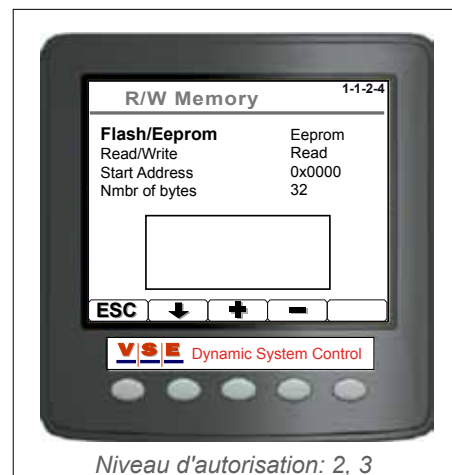 R/W Memory 1-1-2-4
Flash/Eeprom Eeprom
Read/Write Read
Start Address 0x0000
Nmbr of bytes 32
ESC
VSE Dynamic System Control
Niveau d'autorisation: 2, 3